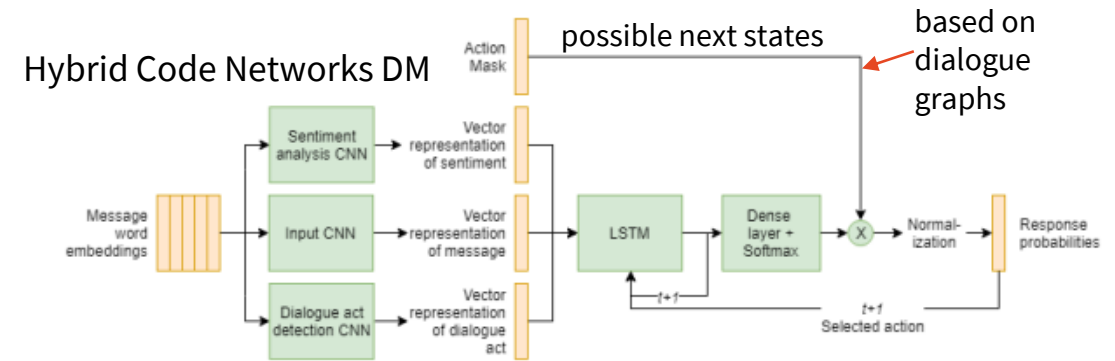 Hybrid Code Networks DM
Action
Mask
possible next states
based on
dialogue
graphs
Message
word
embeddings
Sentiment
analysis CNN
Vector
representation
of sentiment
Input CNN
Vector
representation
of message
Dialogue act
detection CNN
Vector
representation
of dialogue
act
LSTM
t+1
Dense
layer +
Softmax
X
Normal-
ization
Response
probabilities
t+1
Selected action